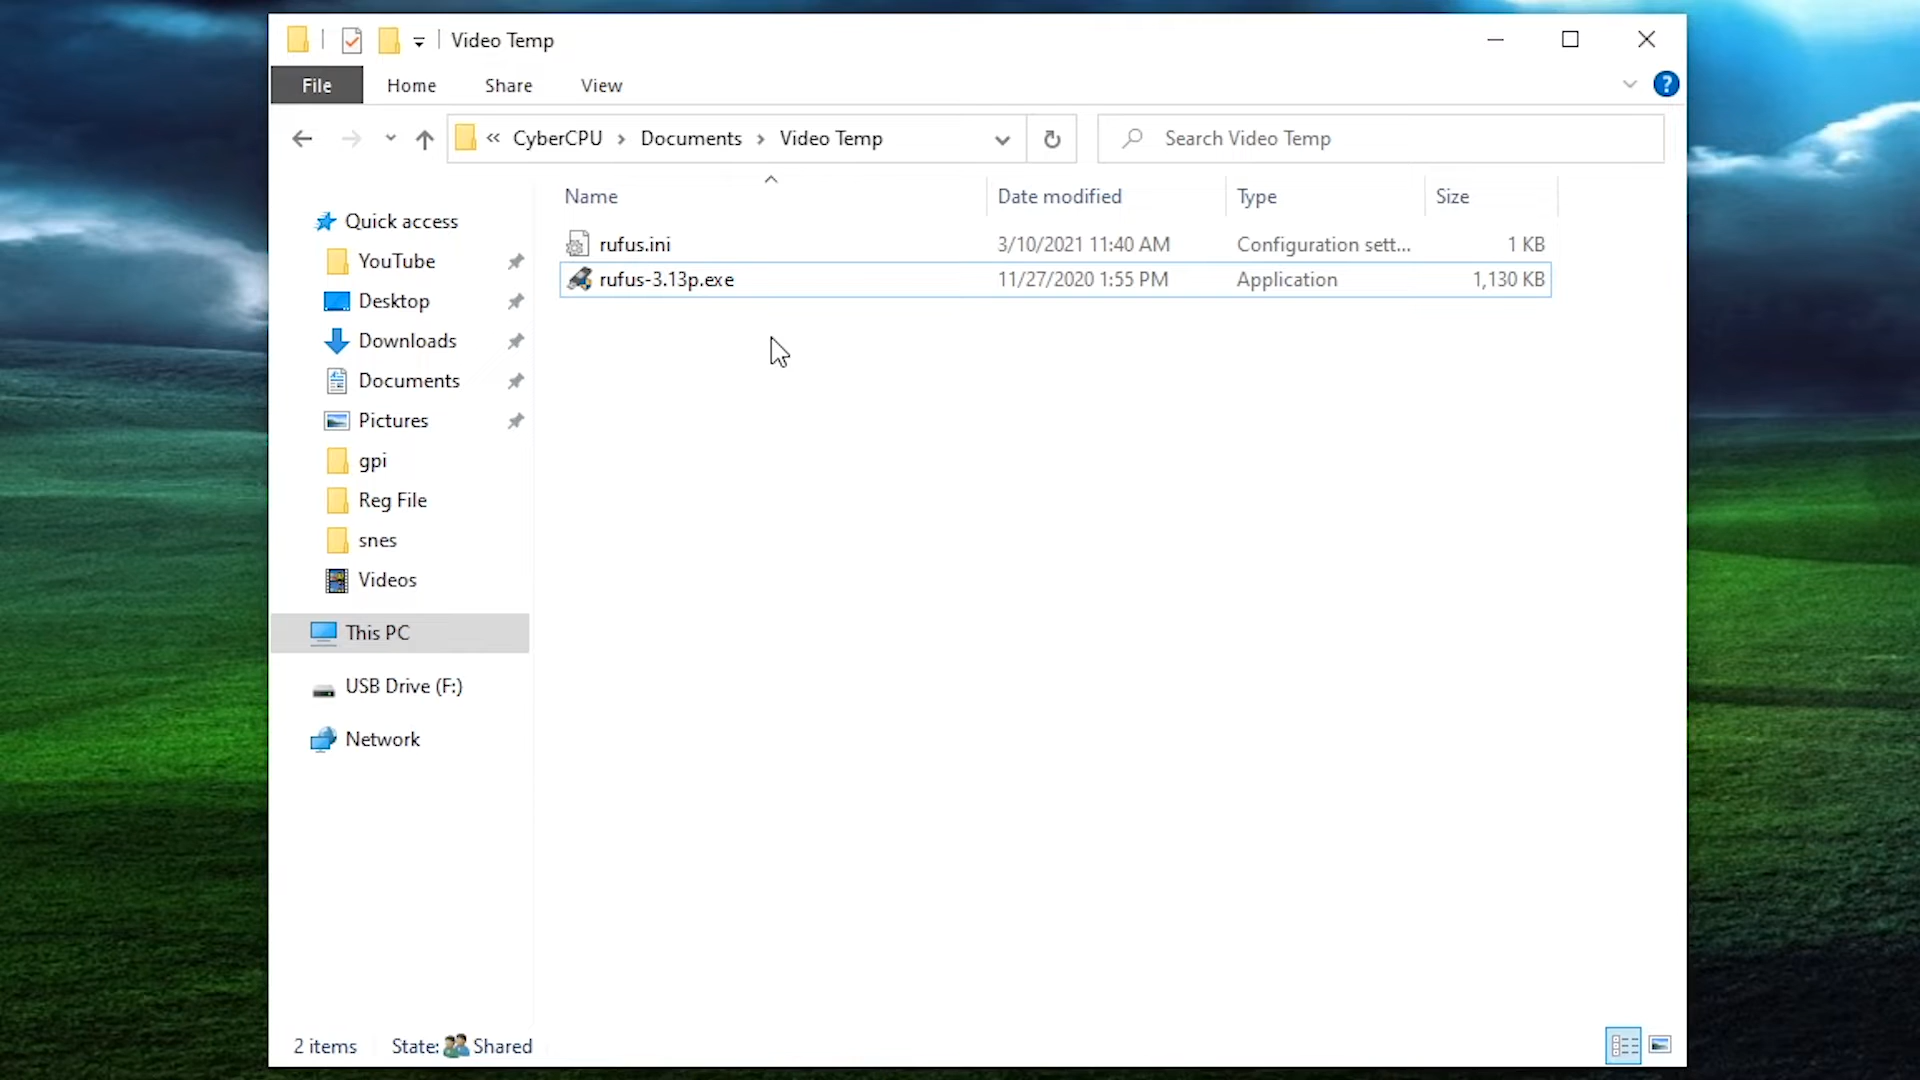 Video Temp
File Home Share View
?
« CyberCPU > Documents > Video Temp
Search Video Temp
Name Date modified Type Size
rufus.ini 3/10/2021 11:40 AM Configuration sett... 1 KB
rufus-3.13p.exe 11/27/2020 1:55 PM Application 1,130 KB
Quick access
YouTube
Desktop
Downloads
Documents
Pictures
gpi
Reg File
snes
Videos
This PC
USB Drive (F:)
Network
2 items State: Shared